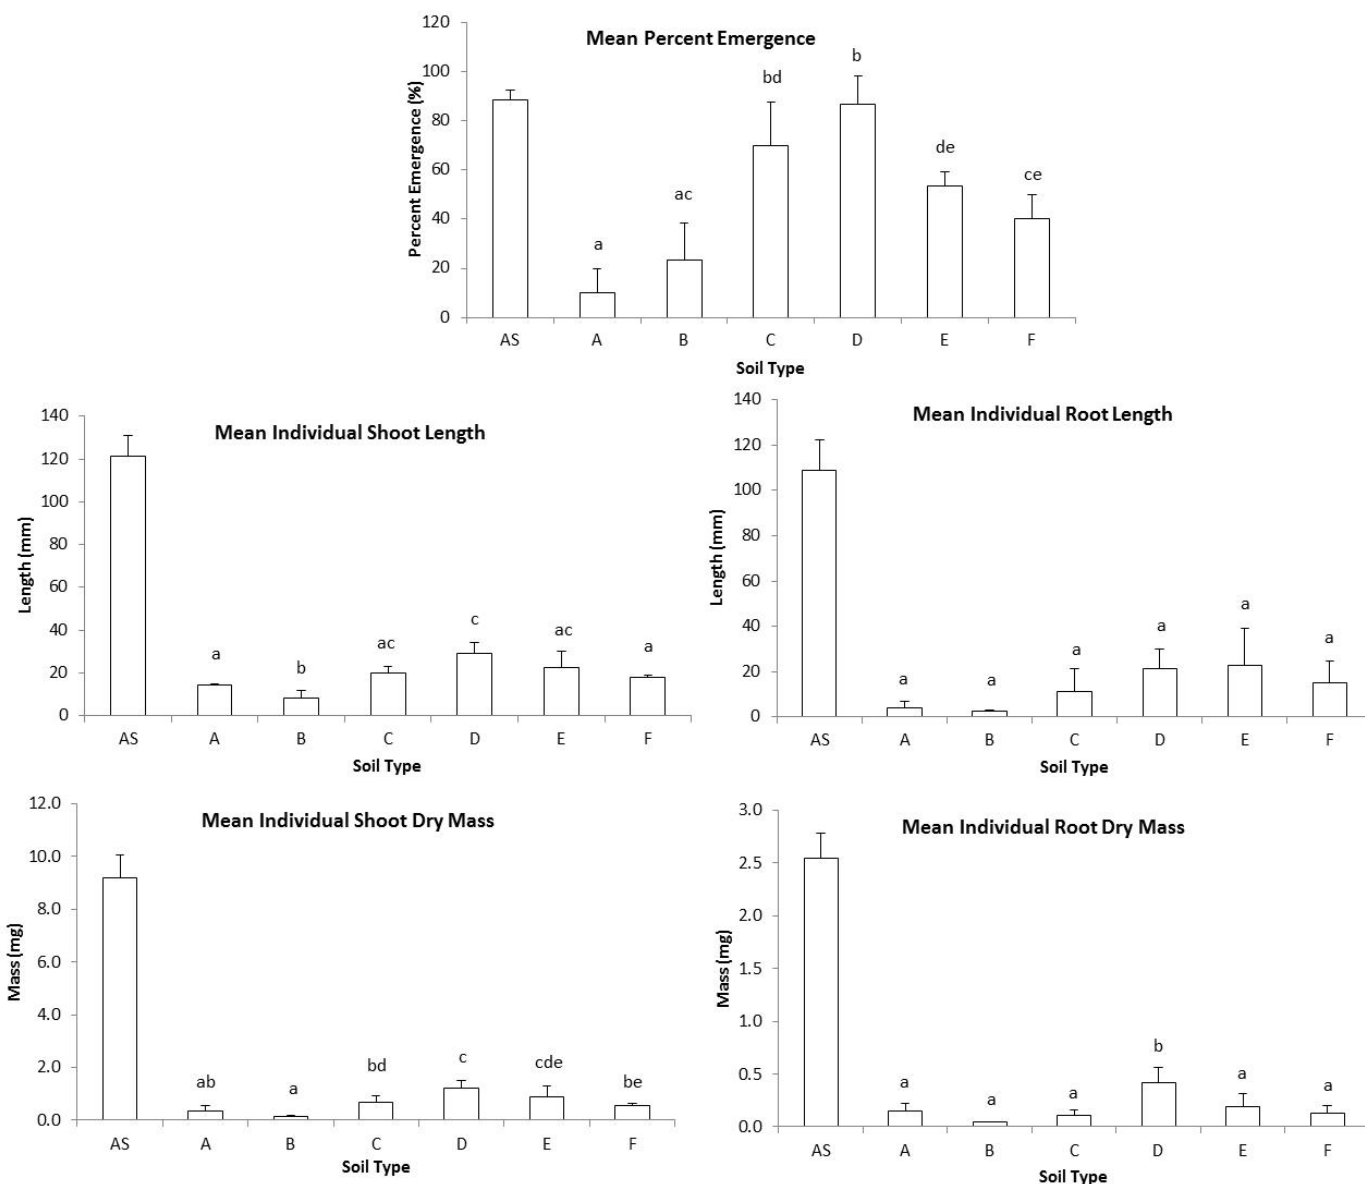 Mean Percent Emergence
Percent Emergence (%)
120
100
80
60
40
20
0
a
ac
bd
b
de
ce
AS A B C D E F
Soil Type
Mean Individual Shoot Length
Length (mm)
140
120
100
80
60
40
20
0
a
b
ac
c
ac
a
AS A B C D E F
Soil Type
Mean Individual Root Length
Length (mm)
140
120
100
80
60
40
20
0
a
a
a
a
a
a
AS A B C D E F
Soil Type
Mean Individual Shoot Dry Mass
Mass (mg)
12.0
10.0
8.0
6.0
4.0
2.0
0.0
ab
a
bd
c
cde
be
AS A B C D E F
Soil Type
Mean Individual Root Dry Mass
Mass (mg)
3.0
2.5
2.0
1.5
1.0
0.5
0.0
a
a
a
b
a
a
AS A B C D E F
Soil Type